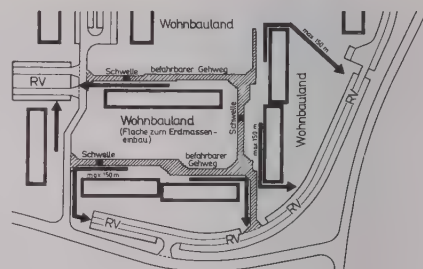 Wohnbauland
max 150 m
Schwelle
befahrbarer Gehweg
RV
RV
Wohnbauland
(Fläche zum Erdmassen-
einbau)
Schwelle
Wohnbauland
max 150 m
Schwelle
befahrbarer
Gehweg
max 150 m
RV
RV